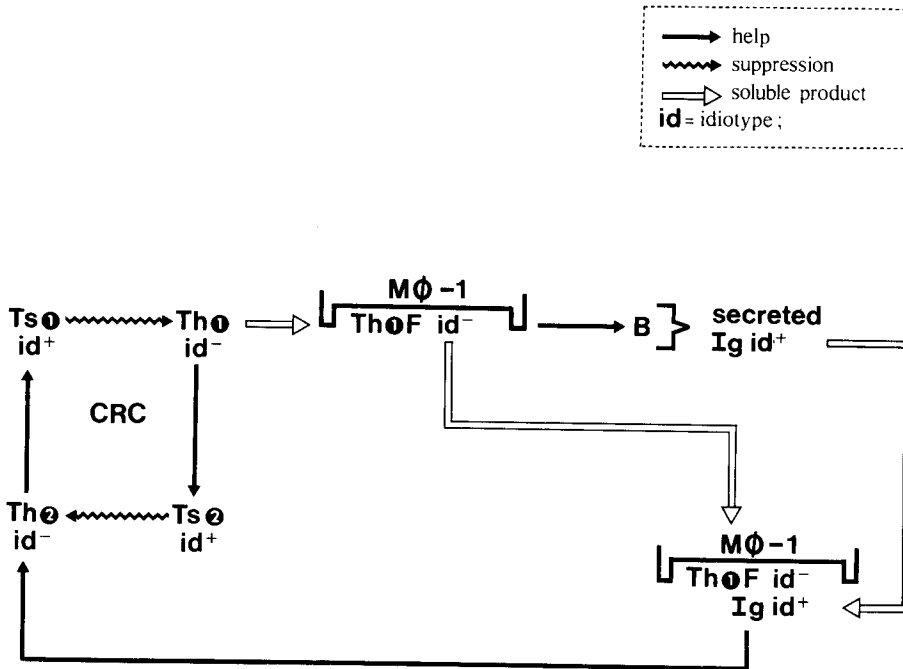 help
suppression
soluble product
id = idiotype ;
MΦ-1
Th❶F id⁻
Ts❶
id⁺
Th❶
id⁻
B
secreted
Ig id⁺
CRC
Th❷
id⁻
Ts❷
id⁺
MΦ-1
Th❶F id⁻
Ig id⁺